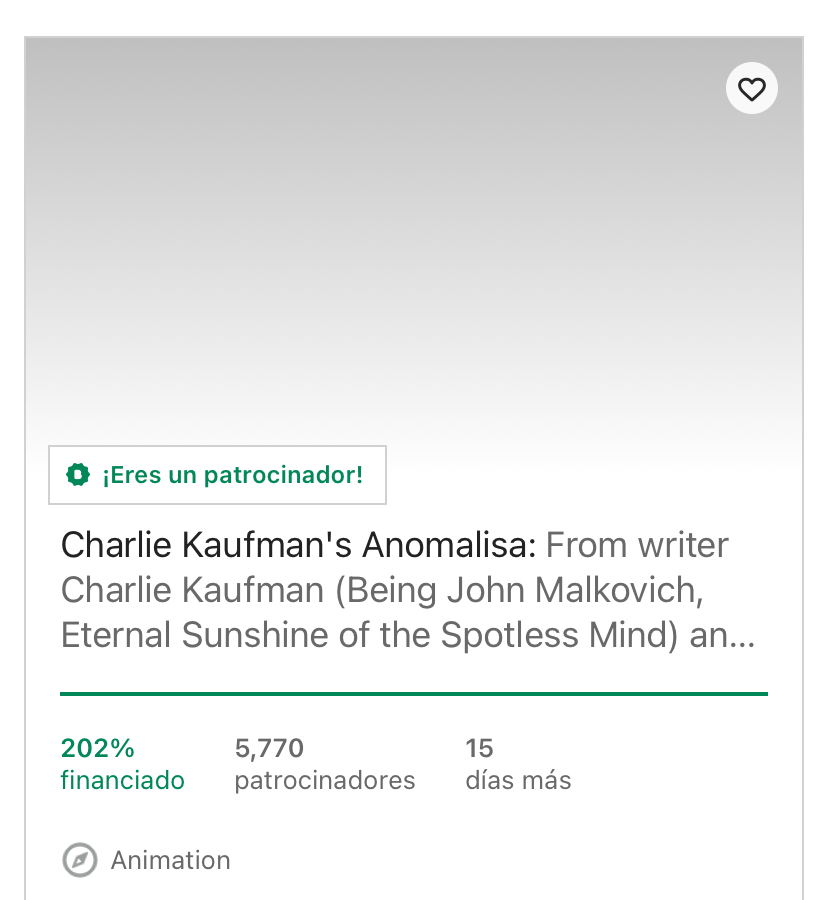 ¡Eres un patrocinador!
Charlie Kaufman's Anomalisa: From writer
Charlie Kaufman (Being John Malkovich,
Eternal Sunshine of the Spotless Mind) an...
202% 5,770 15
financiado patrocinadores días más
Animation